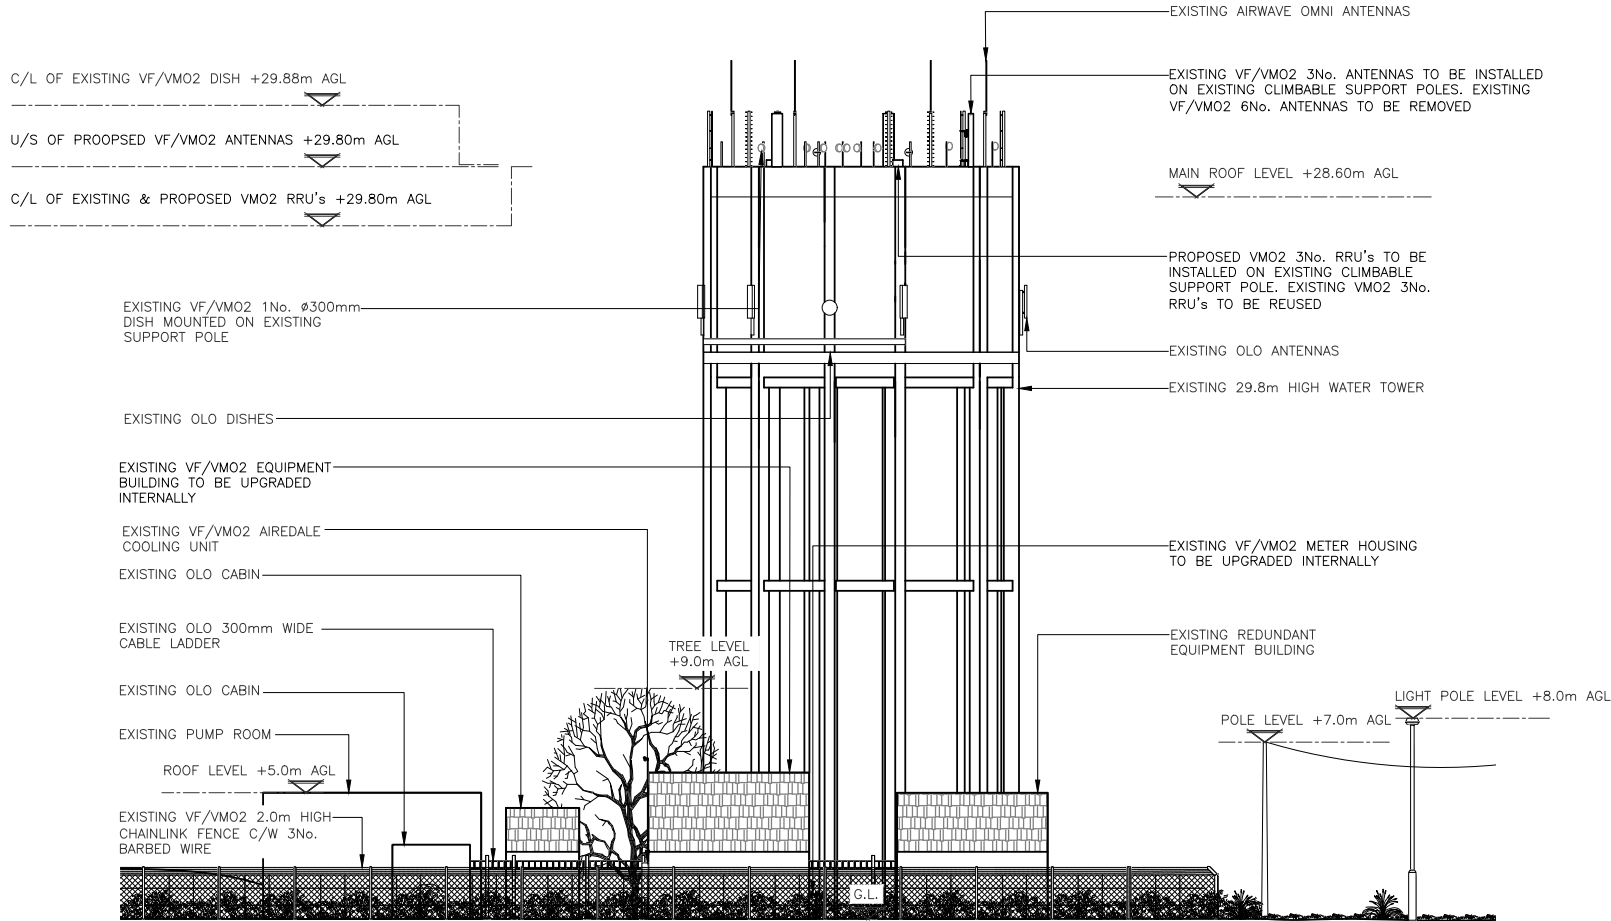 EXISTING AIRWAVE OMNI ANTENNAS
C/L OF EXISTING VF/VMO2 DISH +29.88m AGL
EXISTING VF/VMO2 3No. ANTENNAS TO BE INSTALLED
ON EXISTING CLIMBABLE SUPPORT POLES. EXISTING
VF/VMO2 6No. ANTENNAS TO BE REMOVED
U/S OF PROOPSED VF/VMO2 ANTENNAS +29.80m AGL
MAIN ROOF LEVEL +28.60m AGL
C/L OF EXISTING & PROPOSED VMO2 RRU's +29.80m AGL
PROPOSED VMO2 3No. RRU's TO BE
INSTALLED ON EXISTING CLIMBABLE
SUPPORT POLE. EXISTING VMO2 3No.
RRU's TO BE REUSED
EXISTING VF/VMO2 1No. ø300mm
DISH MOUNTED ON EXISTING
SUPPORT POLE
EXISTING OLO ANTENNAS
EXISTING 29.8m HIGH WATER TOWER
EXISTING OLO DISHES
EXISTING VF/VMO2 EQUIPMENT
BUILDING TO BE UPGRADED
INTERNALLY
EXISTING VF/VMO2 AIREDALE
COOLING UNIT
EXISTING VF/VMO2 METER HOUSING
TO BE UPGRADED INTERNALLY
EXISTING OLO CABIN
EXISTING OLO 300mm WIDE
CABLE LADDER
EXISTING REDUNDANT
EQUIPMENT BUILDING
TREE LEVEL
+9.0m AGL
EXISTING OLO CABIN
LIGHT POLE LEVEL +8.0m AGL
POLE LEVEL +7.0m AGL
EXISTING PUMP ROOM
ROOF LEVEL +5.0m AGL
EXISTING VF/VMO2 2.0m HIGH
CHAINLINK FENCE C/W 3No.
BARBED WIRE
G.L.